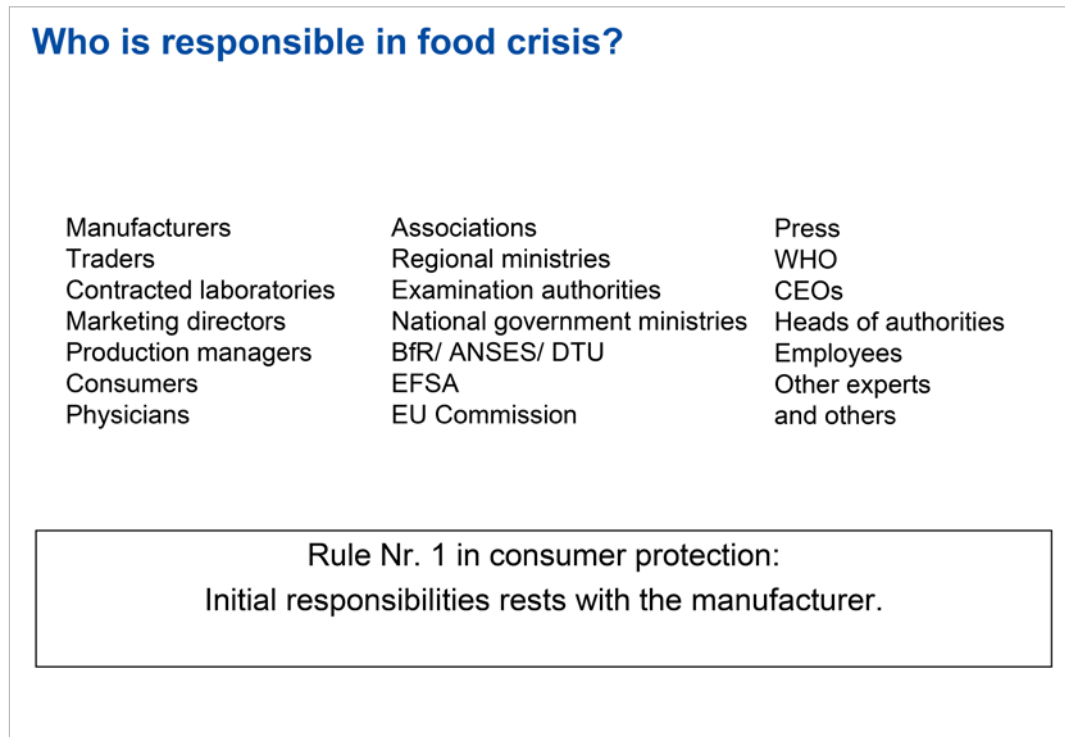 Who is responsible in food crisis?
Manufacturers
Traders
Contracted laboratories
Marketing directors
Production managers
Consumers
Physicians
Associations
Regional ministries
Examination authorities
National government ministries
BfR/ ANSES/ DTU
EFSA
EU Commission
Press
WHO
CEOs
Heads of authorities
Employees
Other experts
and others
Rule Nr. 1 in consumer protection:
Initial responsibilities rests with the manufacturer.